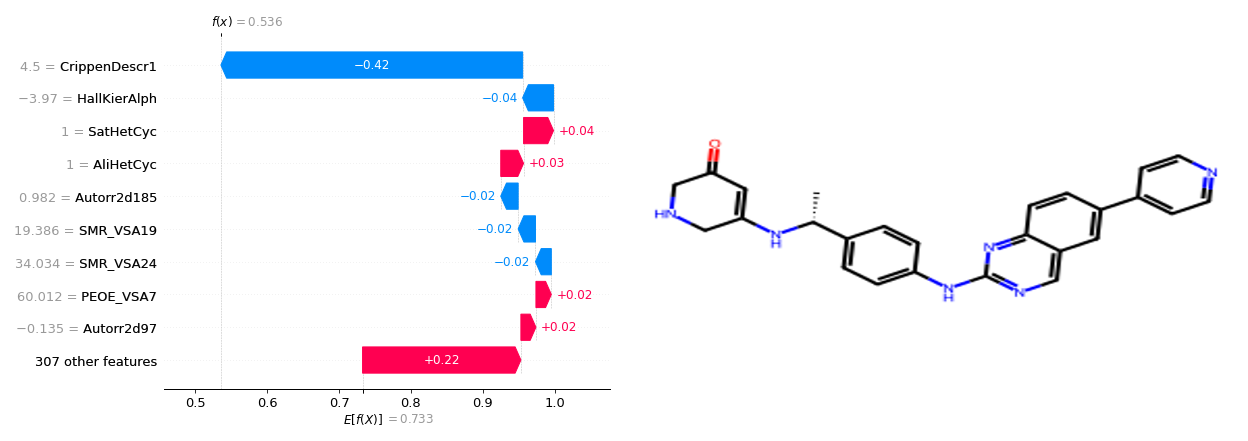 f(x) = 0.536
4.5 = CrippenDescr1
−0.42
−3.97 = HallKierAlph
−0.04
1 = SatHetCyc
+0.04
1 = AliHetCyc
+0.03
0.982 = Autorr2d185
−0.02
19.386 = SMR_VSA19
−0.02
34.034 = SMR_VSA24
−0.02
60.012 = PEOE_VSA7
+0.02
−0.135 = Autorr2d97
+0.02
307 other features
+0.22
0.5 0.6 0.7 0.8 0.9 1.0
E[f(X)] = 0.733
O
HN
N
H
N
H
N
N
N